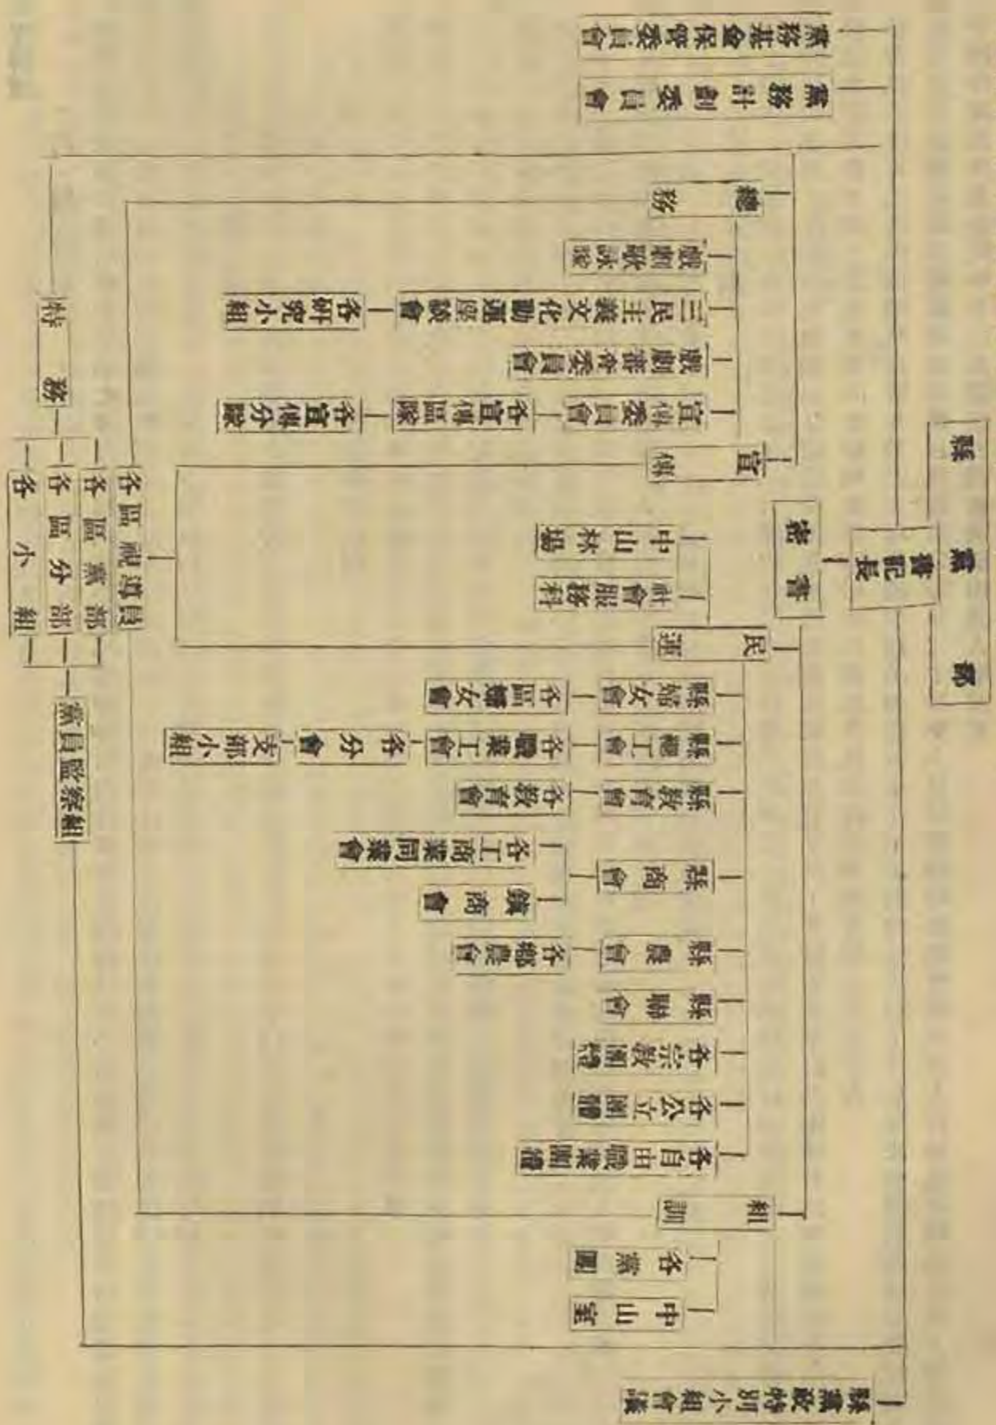 縣黨部
書記長
秘書
黨務基金保管委員會
黨務計劃委員會
縣黨政特別小組會議
總務
宣傳
民運
組訓
戲劇歌詠隊
三民主義文化動運座談會
各研究小組
戲劇審查委員會
宣傳委員會
各宣傳區隊
各宣傳分隊
中山林場
社會服務科
縣婦女會
各區婦女會
縣總工會
各職業工會
各分會
支部小組
縣教育會
各教育會
縣商會
各工商業同業會
鎮商會
縣農會
各鄉農會
縣聯會
各宗教團體
各公立團體
各自由職業團體
各黨團
中山室
各區視導員
特務
各區黨部
各區分部
各小組
黨員監察組